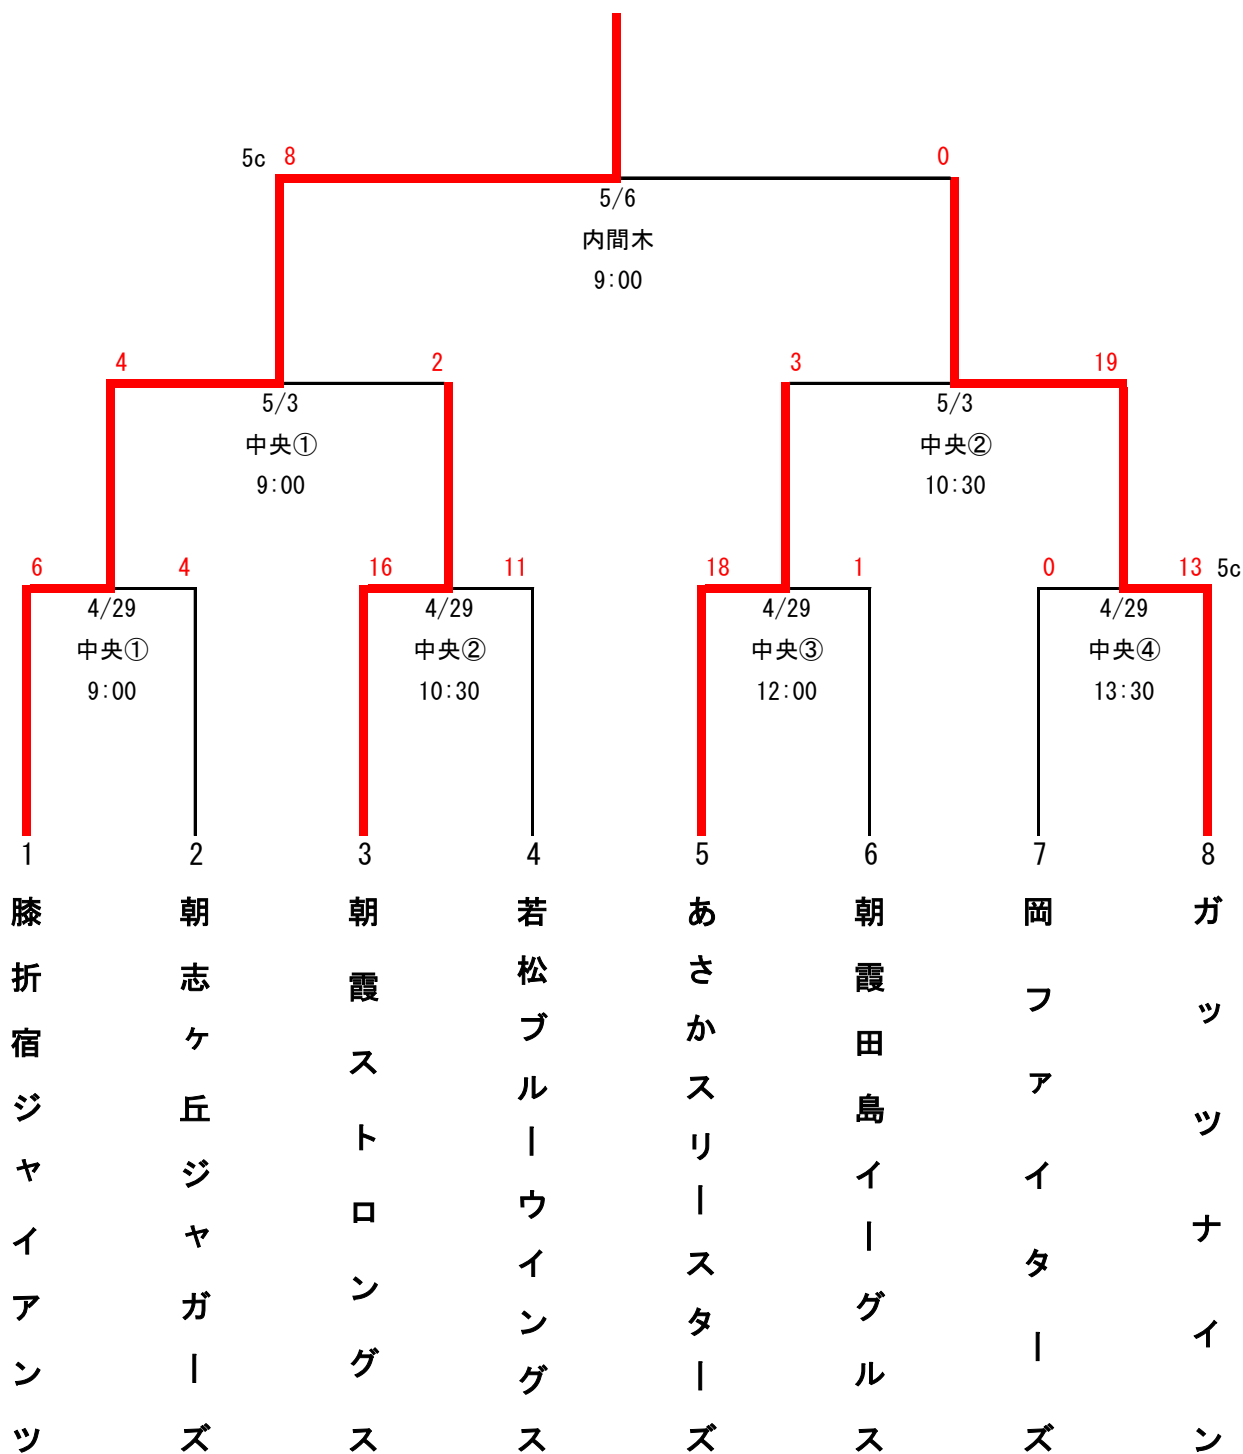 5c 8 0
5/6
内間木
9:00
4 2 3 19
5/3 5/3
中央① 中央②
9:00 10:30
6 4 16 11 18 1 0 13 5c
4/29 4/29 4/29 4/29
中央① 中央② 中央③ 中央④
9:00 10:30 12:00 13:30
1 2 3 4 5 6 7 8
膝折宿ジャイアンツ
朝志ヶ丘ジャガーズ
朝霞ストロングス
若松ブルーウイングス
あさかスリースターズ
朝霞田島イーグルス
岡ファイターズ
ガッツナイン